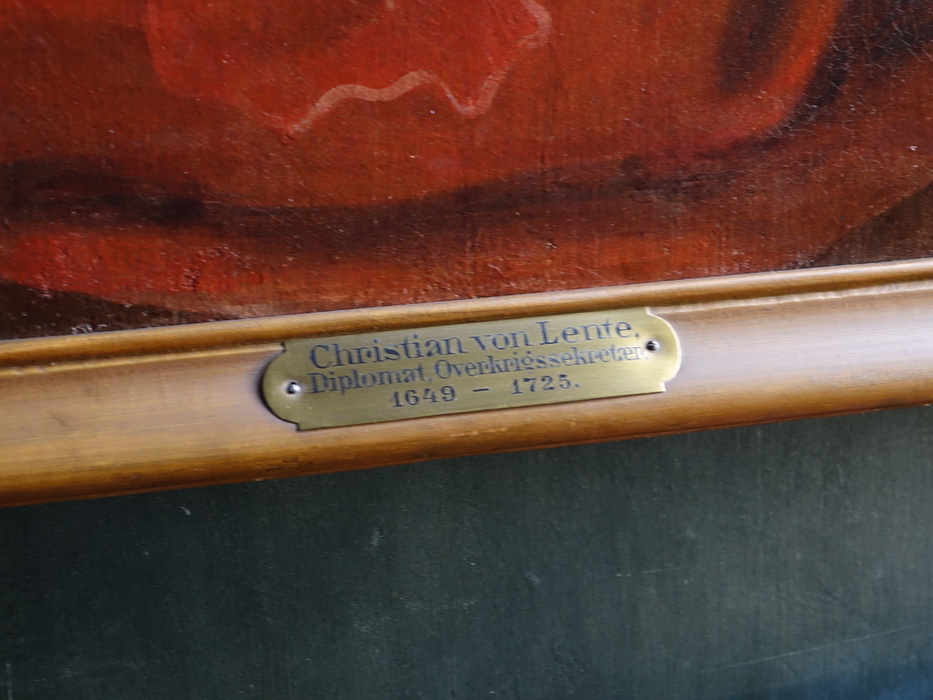 Christian von Lente.
Diplomat, Overkrigssekretær.
1649 – 1725.